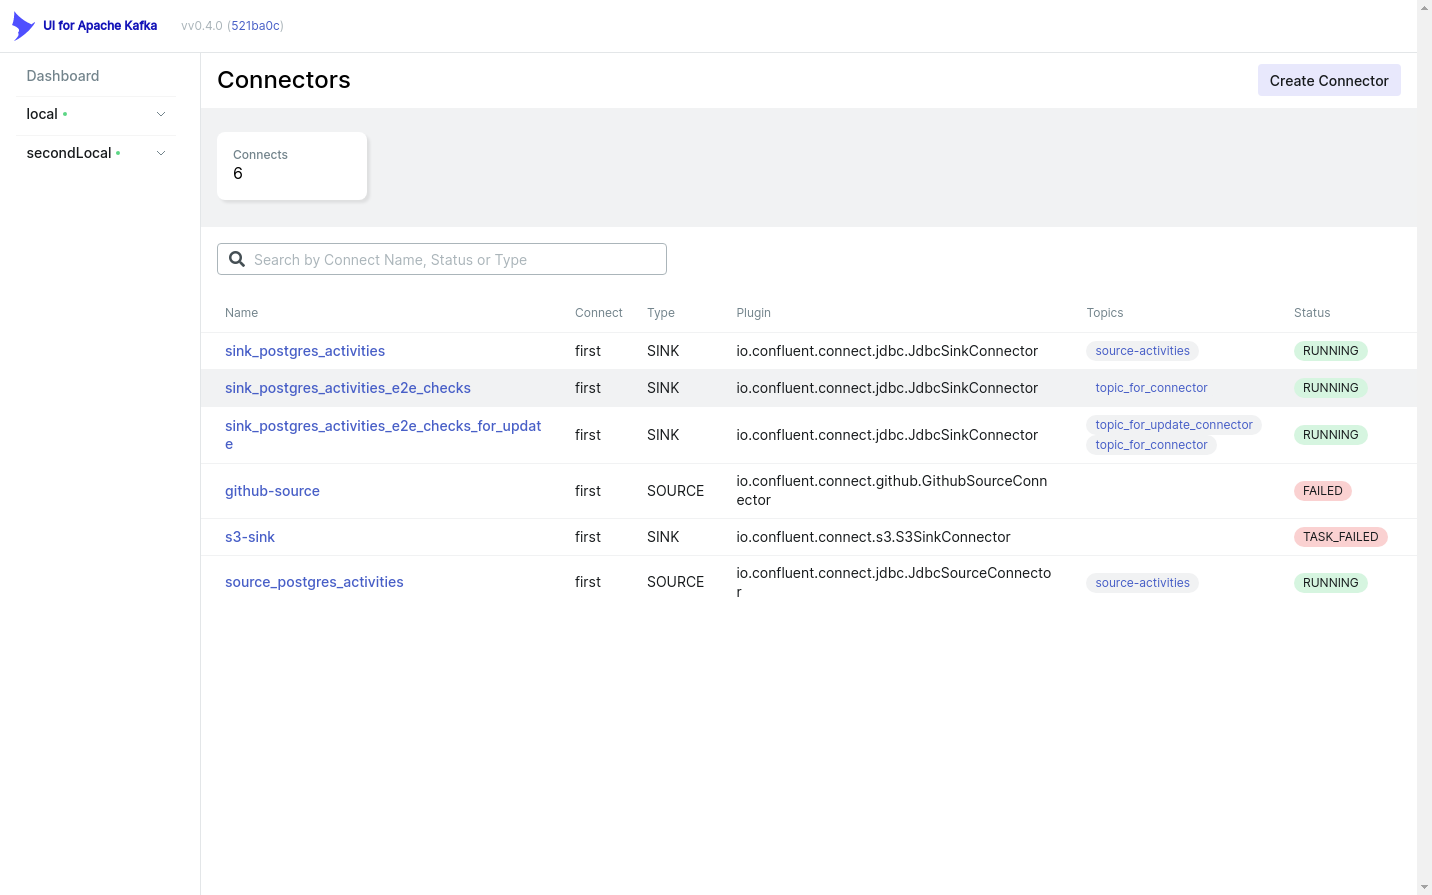 UI for Apache Kafka vv0.4.0 (521ba0c)
Dashboard
local
secondLocal
Connectors
Create Connector
Connects
6
Search by Connect Name, Status or Type
Name Connect Type Plugin Topics Status
sink_postgres_activities first SINK io.confluent.connect.jdbc.JdbcSinkConnector source-activities RUNNING
sink_postgres_activities_e2e_checks first SINK io.confluent.connect.jdbc.JdbcSinkConnector topic_for_connector RUNNING
sink_postgres_activities_e2e_checks_for_updat
e
first SINK io.confluent.connect.jdbc.JdbcSinkConnector
topic_for_update_connector
topic_for_connector
RUNNING
github-source first SOURCE
io.confluent.connect.github.GithubSourceConn
ector
FAILED
s3-sink first SINK io.confluent.connect.s3.S3SinkConnector TASK_FAILED
source_postgres_activities first SOURCE
io.confluent.connect.jdbc.JdbcSourceConnecto
r
source-activities RUNNING